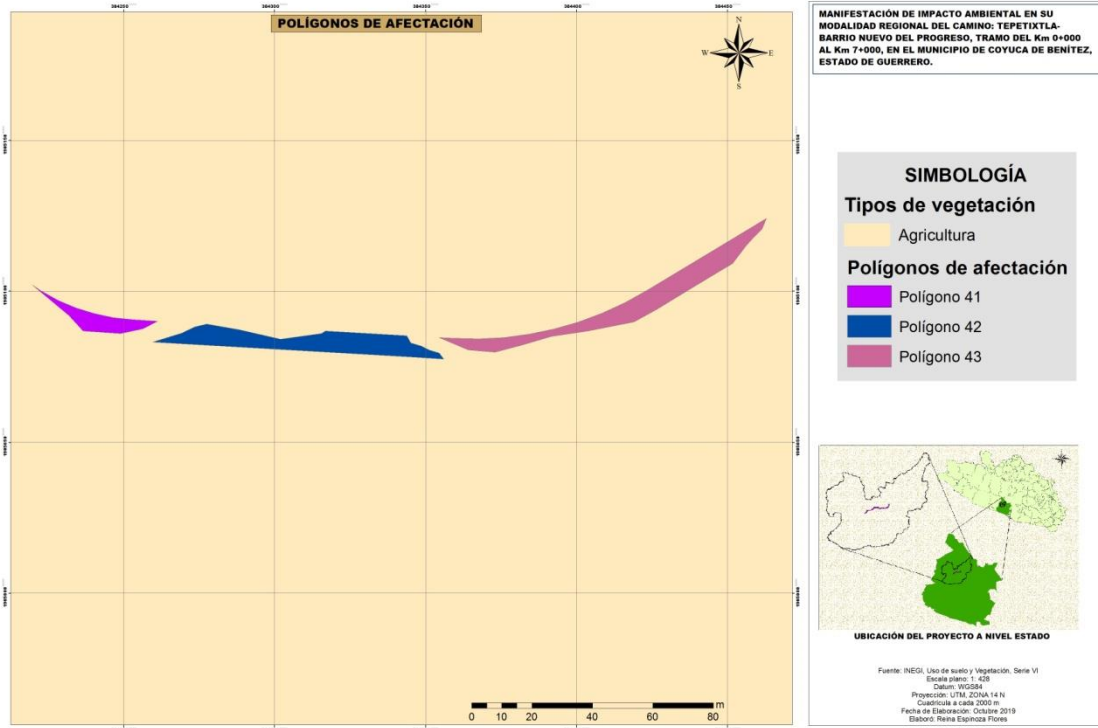 POLÍGONOS DE AFECTACIÓN
N
W E
S
0 10 20 40 60 80
m
MANIFESTACIÓN DE IMPACTO AMBIENTAL EN SU
MODALIDAD REGIONAL DEL CAMINO: TEPETIXTLA-
BARRIO NUEVO DEL PROGRESO, TRAMO DEL Km 0+000
AL Km 7+000, EN EL MUNICIPIO DE COYUCA DE BENÍTEZ,
ESTADO DE GUERRERO.
SIMBOLOGÍA
Tipos de vegetación
Agricultura
Polígonos de afectación
Polígono 41
Polígono 42
Polígono 43
UBICACIÓN DEL PROYECTO A NIVEL ESTADO
Fuente: INEGI, Uso de suelo y Vegetación, Serie VI
Escala plano: 1: 428
Datum: WGS84
Proyección: UTM, ZONA 14 N
Cuadrícula a cada 2000 m
Fecha de Elaboración: Octubre 2019
Elaboró: Reina Espinoza Flores